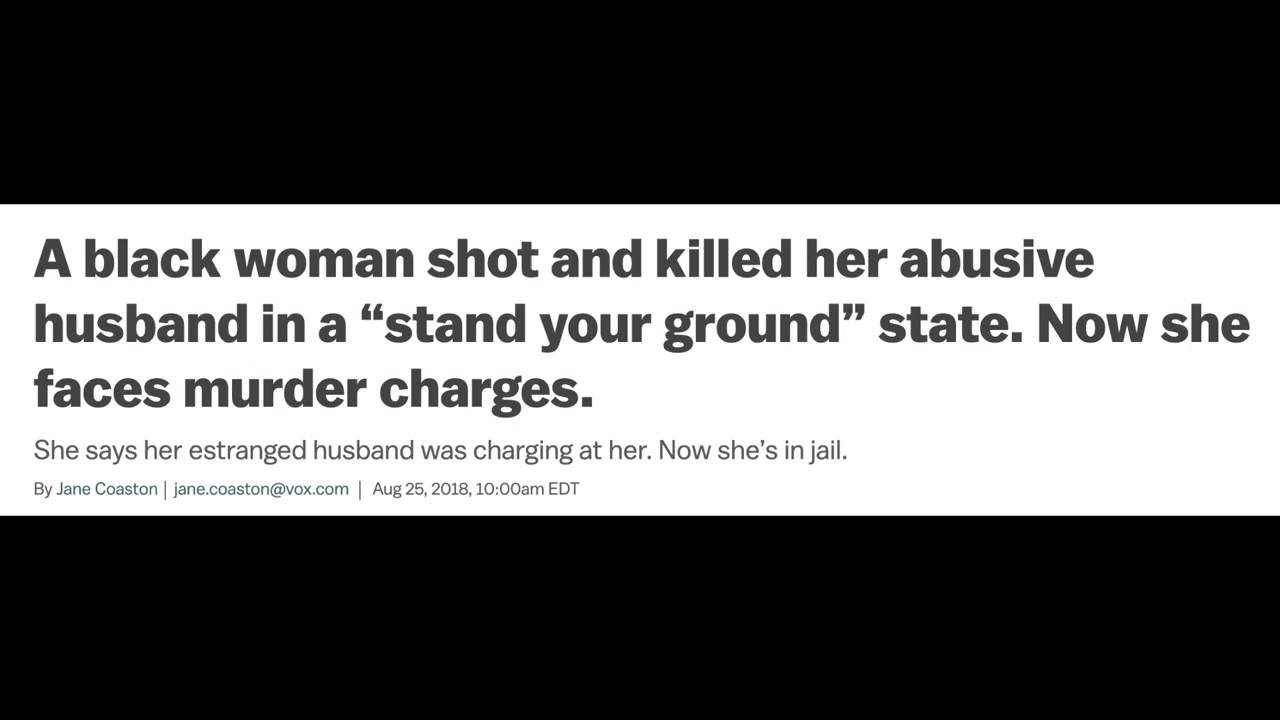 A black woman shot and killed her abusive
husband in a “stand your ground” state. Now she
faces murder charges.
She says her estranged husband was charging at her. Now she’s in jail.
By Jane Coaston | jane.coaston@vox.com | Aug 25, 2018, 10:00am EDT